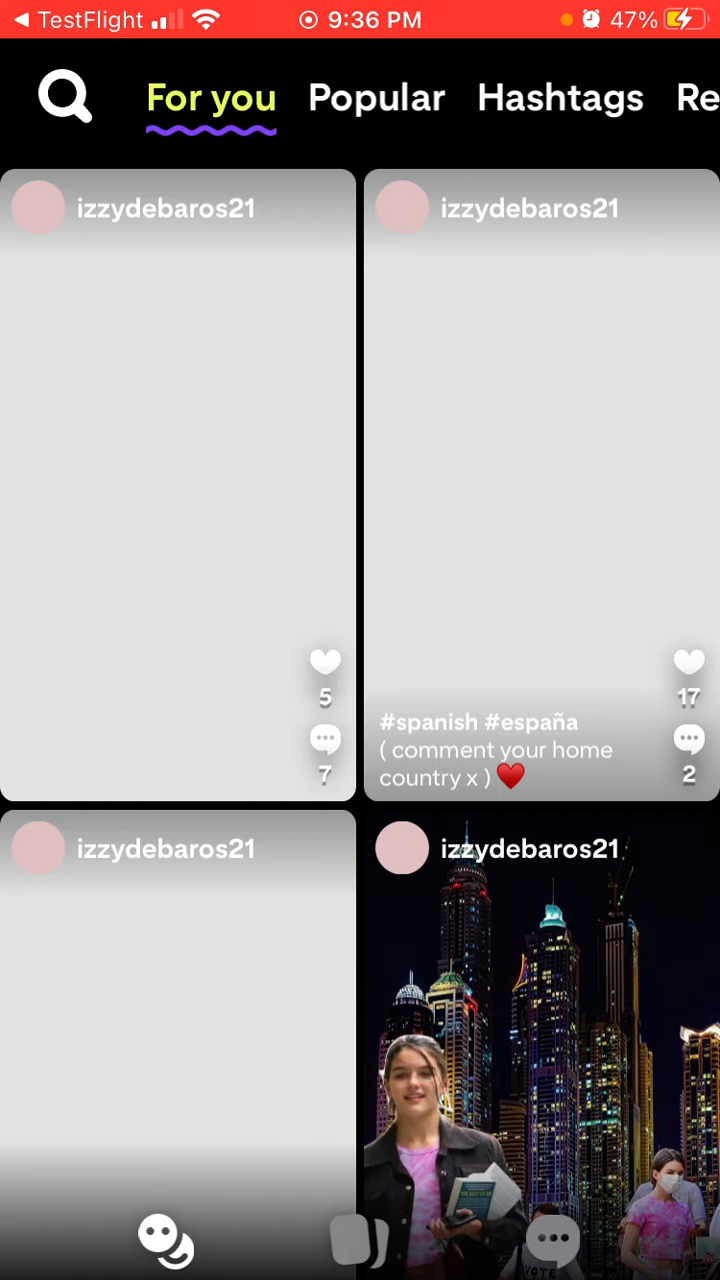 TestFlight 9:36 PM 47%
For you Popular Hashtags Re
izzydebaros21 izzydebaros21
5 17
#spanish #españa
( comment your home
country x ) ♥️
7 2
izzydebaros21 izzydebaros21
VOTE